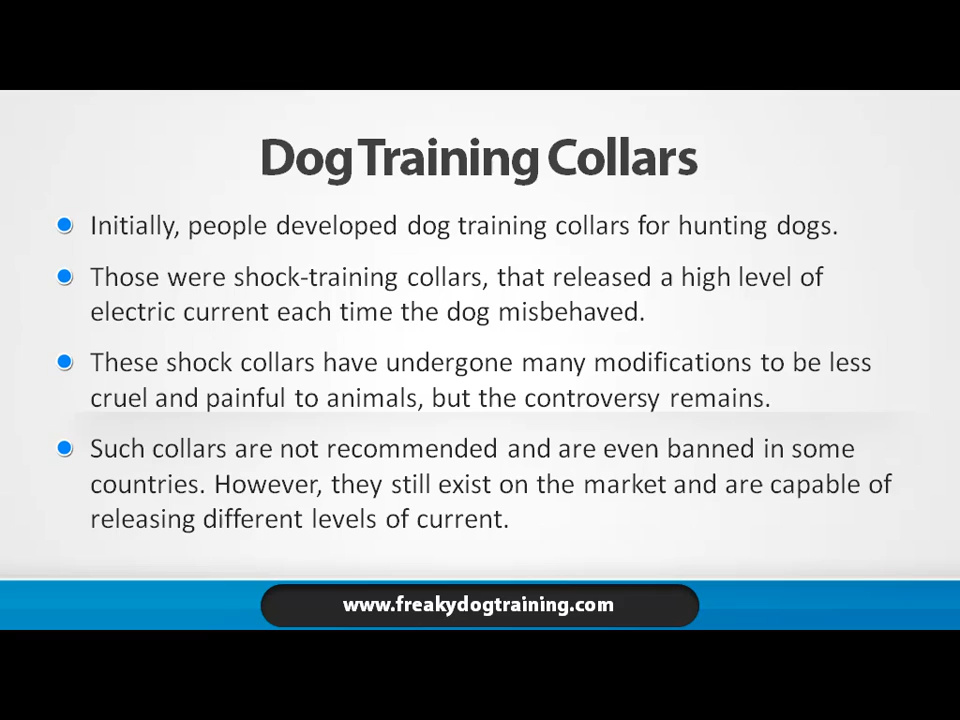 Dog Training Collars
Initially, people developed dog training collars for hunting dogs.
Those were shock-training collars, that released a high level of
electric current each time the dog misbehaved.
These shock collars have undergone many modifications to be less
cruel and painful to animals, but the controversy remains.
Such collars are not recommended and are even banned in some
countries. However, they still exist on the market and are capable of
releasing different levels of current.
www.freakydogtraining.com